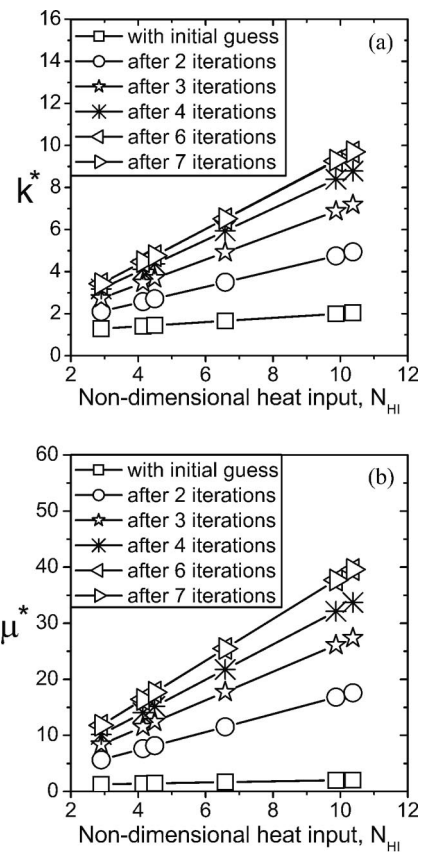 16
14
12
10
8
6
4
2
0
k*
(a)
with initial guess
after 2 iterations
after 3 iterations
after 4 iterations
after 6 iterations
after 7 iterations
2 4 6 8 10 12
Non-dimensional heat input, N_HI
60
50
40
30
20
10
0
μ*
(b)
with initial guess
after 2 iterations
after 3 iterations
after 4 iterations
after 6 iterations
after 7 iterations
2 4 6 8 10 12
Non-dimensional heat input, N_HI